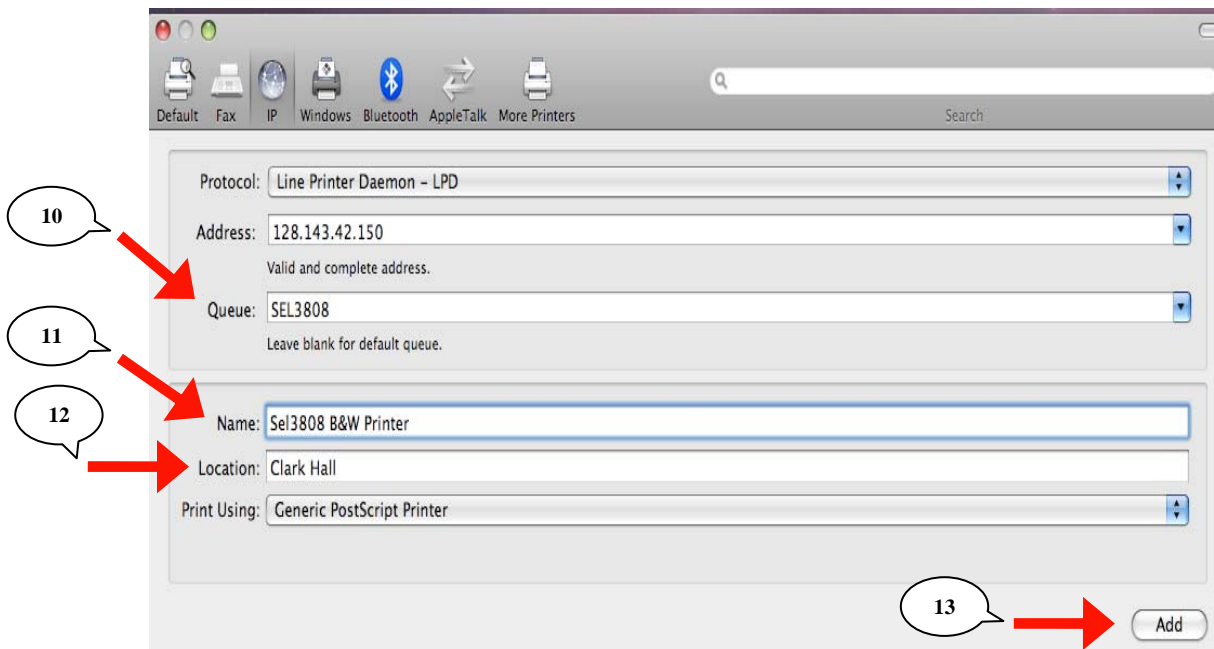 Default Fax IP Windows Bluetooth AppleTalk More Printers Search
Protocol: Line Printer Daemon – LPD
10
Address: 128.143.42.150
Valid and complete address.
Queue: SEL3808
11
Leave blank for default queue.
12
Name: Sel3808 B&W Printer
Location: Clark Hall
Print Using: Generic PostScript Printer
13
Add